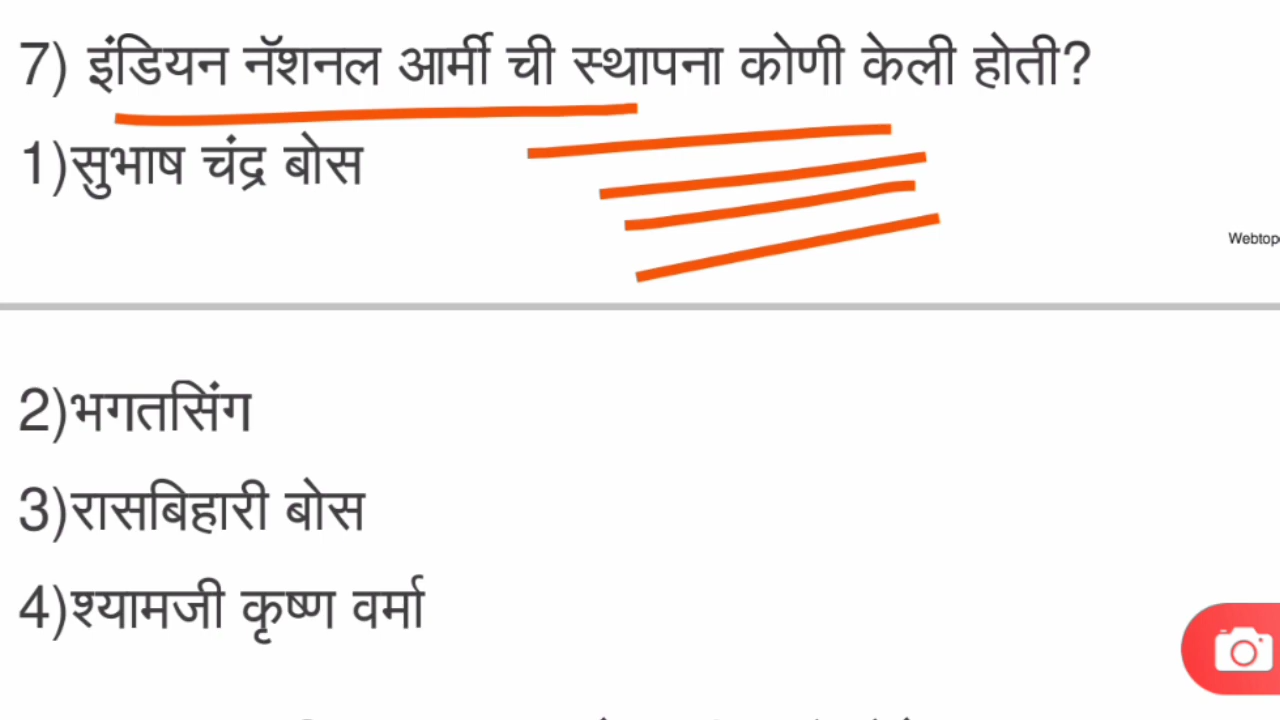 7) इंडियन नॅशनल आर्मी ची स्थापना कोणी केली होती?
1)सुभाष चंद्र बोस
2)भगतसिंग
3)रासबिहारी बोस
4)श्यामजी कृष्ण वर्मा